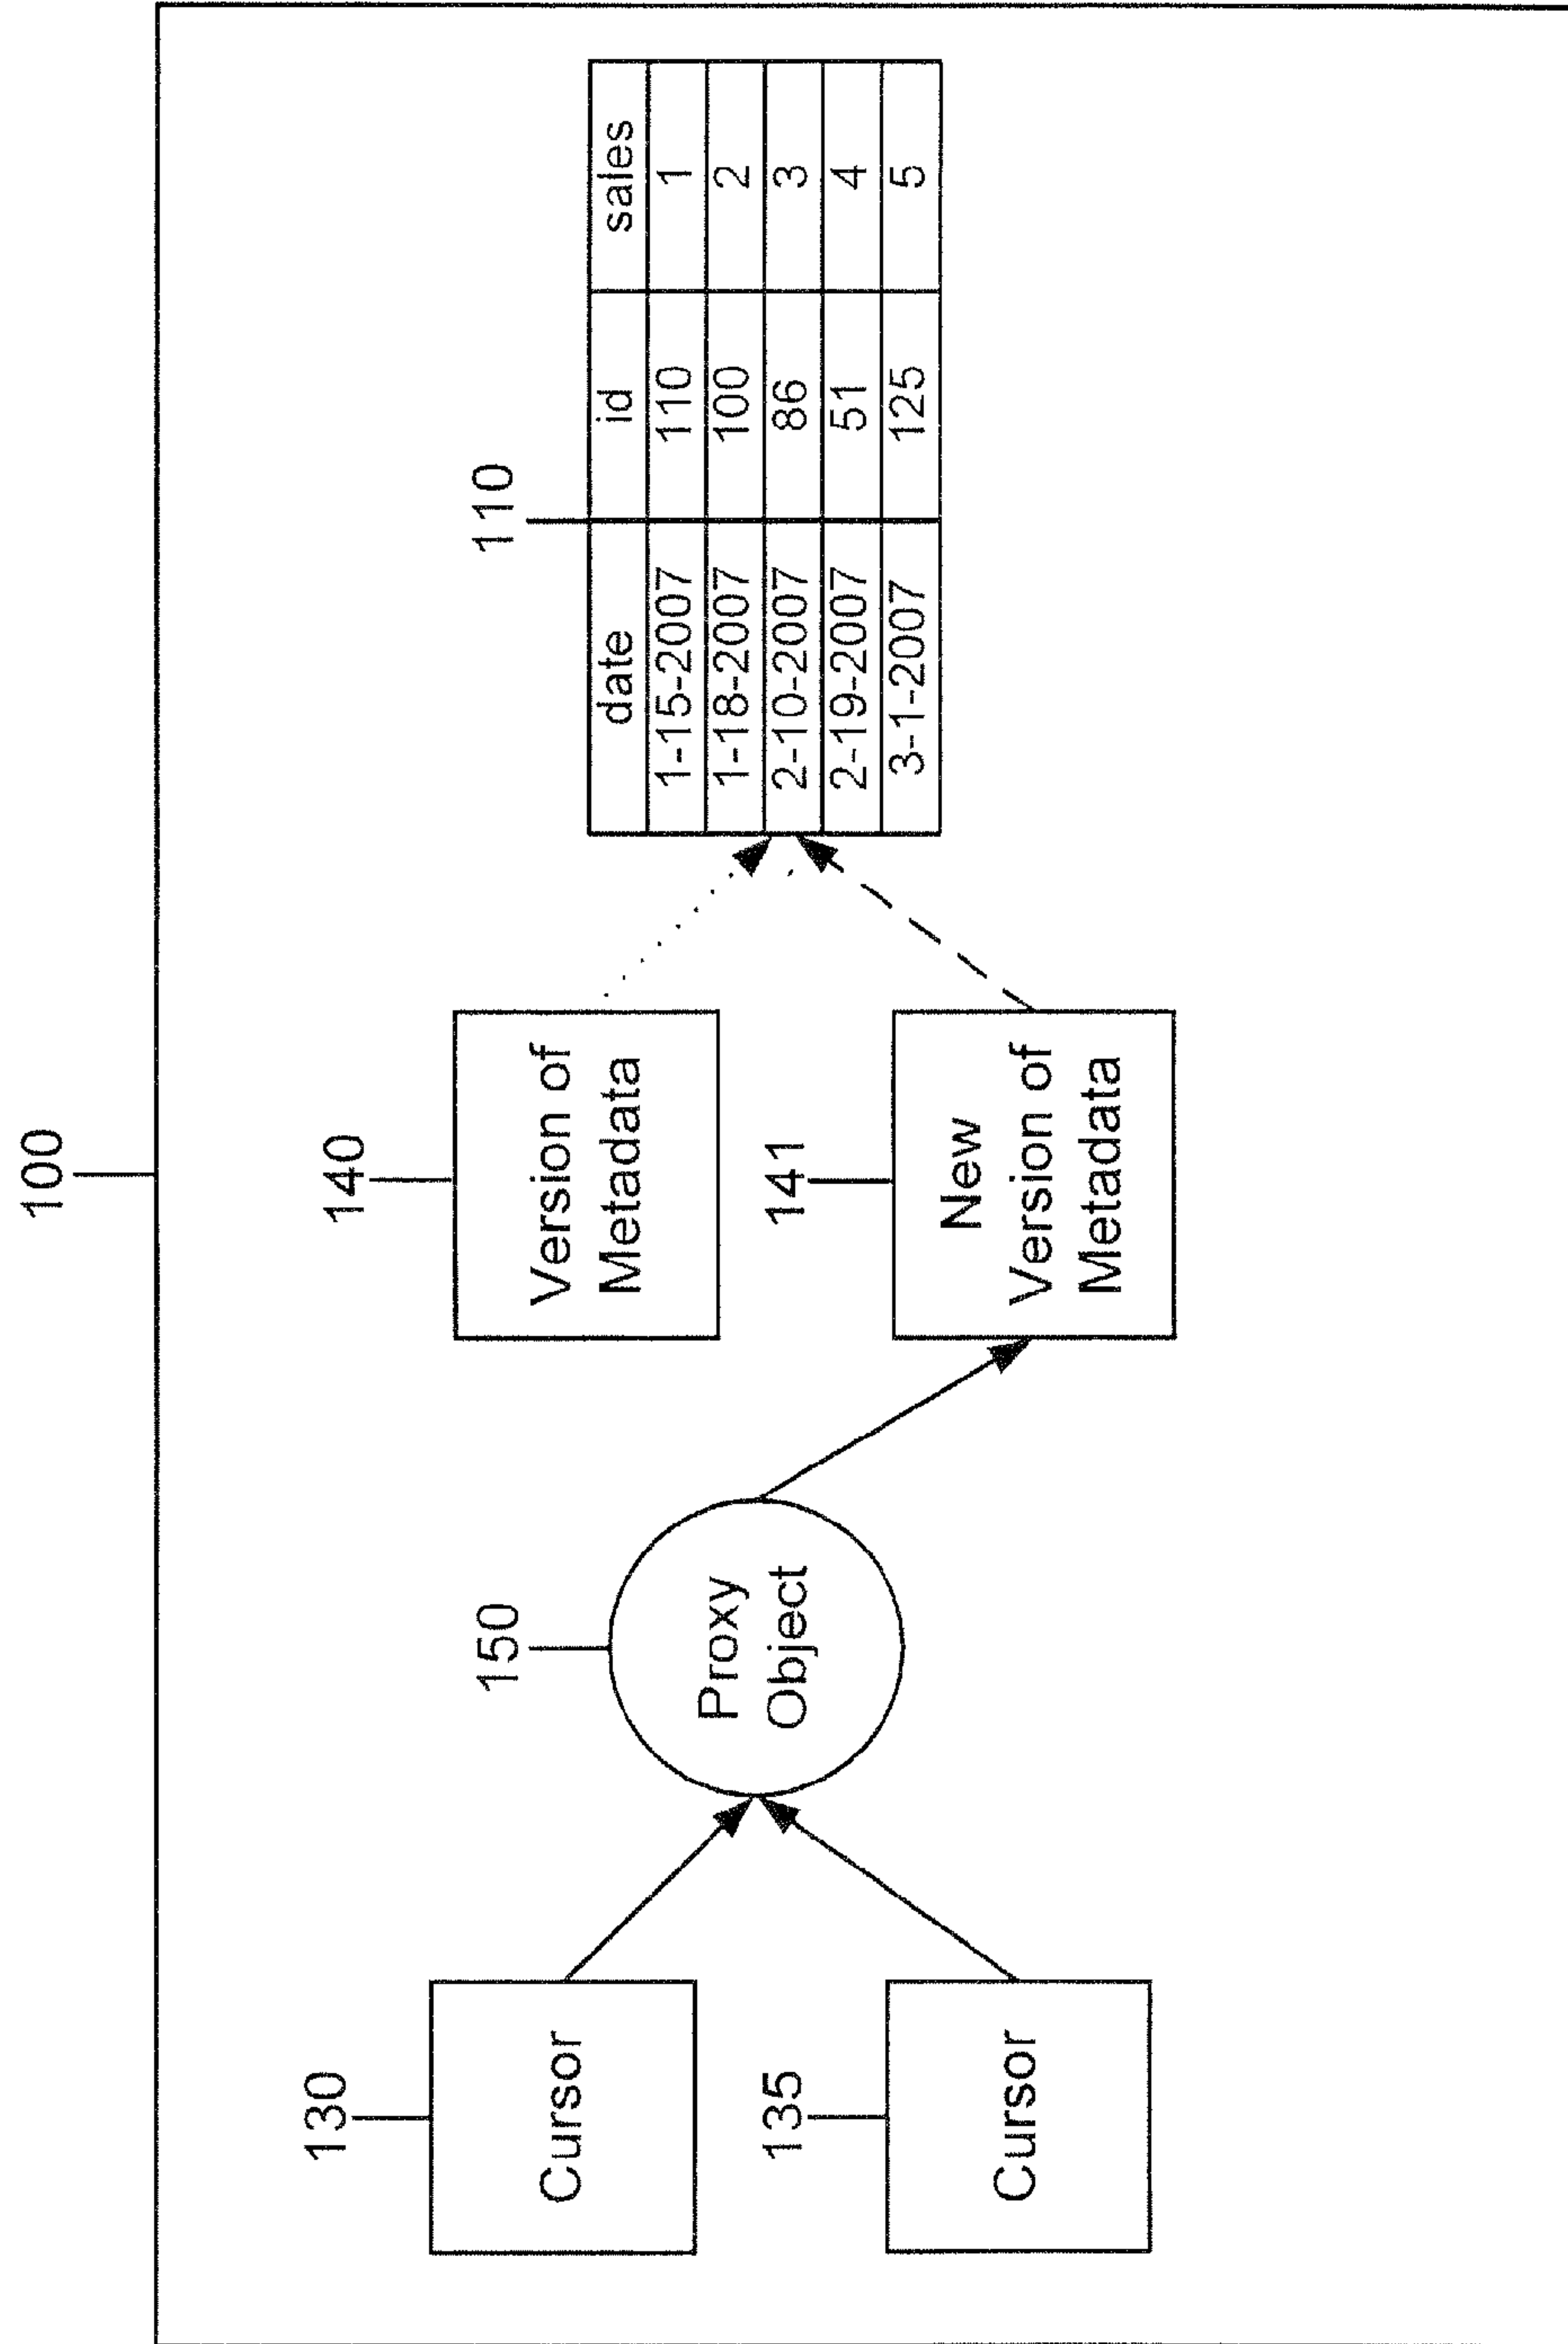 100
110
date id sales
1-15-2007 110 1
1-18-2007 100 2
2-10-2007 86 3
2-19-2007 51 4
3-1-2007 125 5
130
Cursor
135
Cursor
150
Proxy
Object
140
Version of
Metadata
141
New
Version of
Metadata